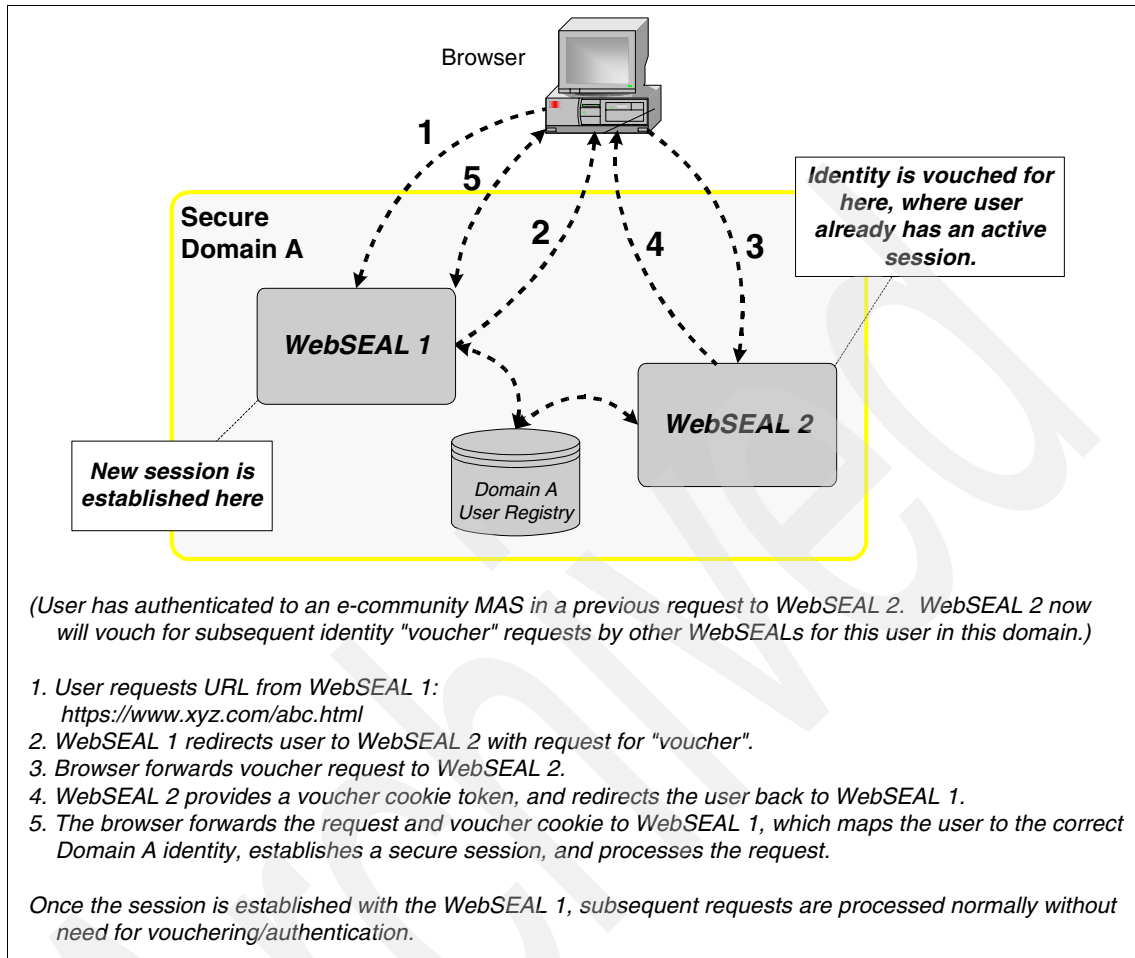 Browser
1
5
2
4
3
Identity is vouched for
here, where user
already has an active
session.
Secure
Domain A
WebSEAL 1
WebSEAL 2
New session is
established here
Domain A
User Registry
(User has authenticated to an e-community MAS in a previous request to WebSEAL 2. WebSEAL 2 now
will vouch for subsequent identity "voucher" requests by other WebSEALs for this user in this domain.)
1. User requests URL from WebSEAL 1:
https://www.xyz.com/abc.html
2. WebSEAL 1 redirects user to WebSEAL 2 with request for "voucher".
3. Browser forwards voucher request to WebSEAL 2.
4. WebSEAL 2 provides a voucher cookie token, and redirects the user back to WebSEAL 1.
5. The browser forwards the request and voucher cookie to WebSEAL 1, which maps the user to the correct
Domain A identity, establishes a secure session, and processes the request.
Once the session is established with the WebSEAL 1, subsequent requests are processed normally without
need for vouchering/authentication.
Archived